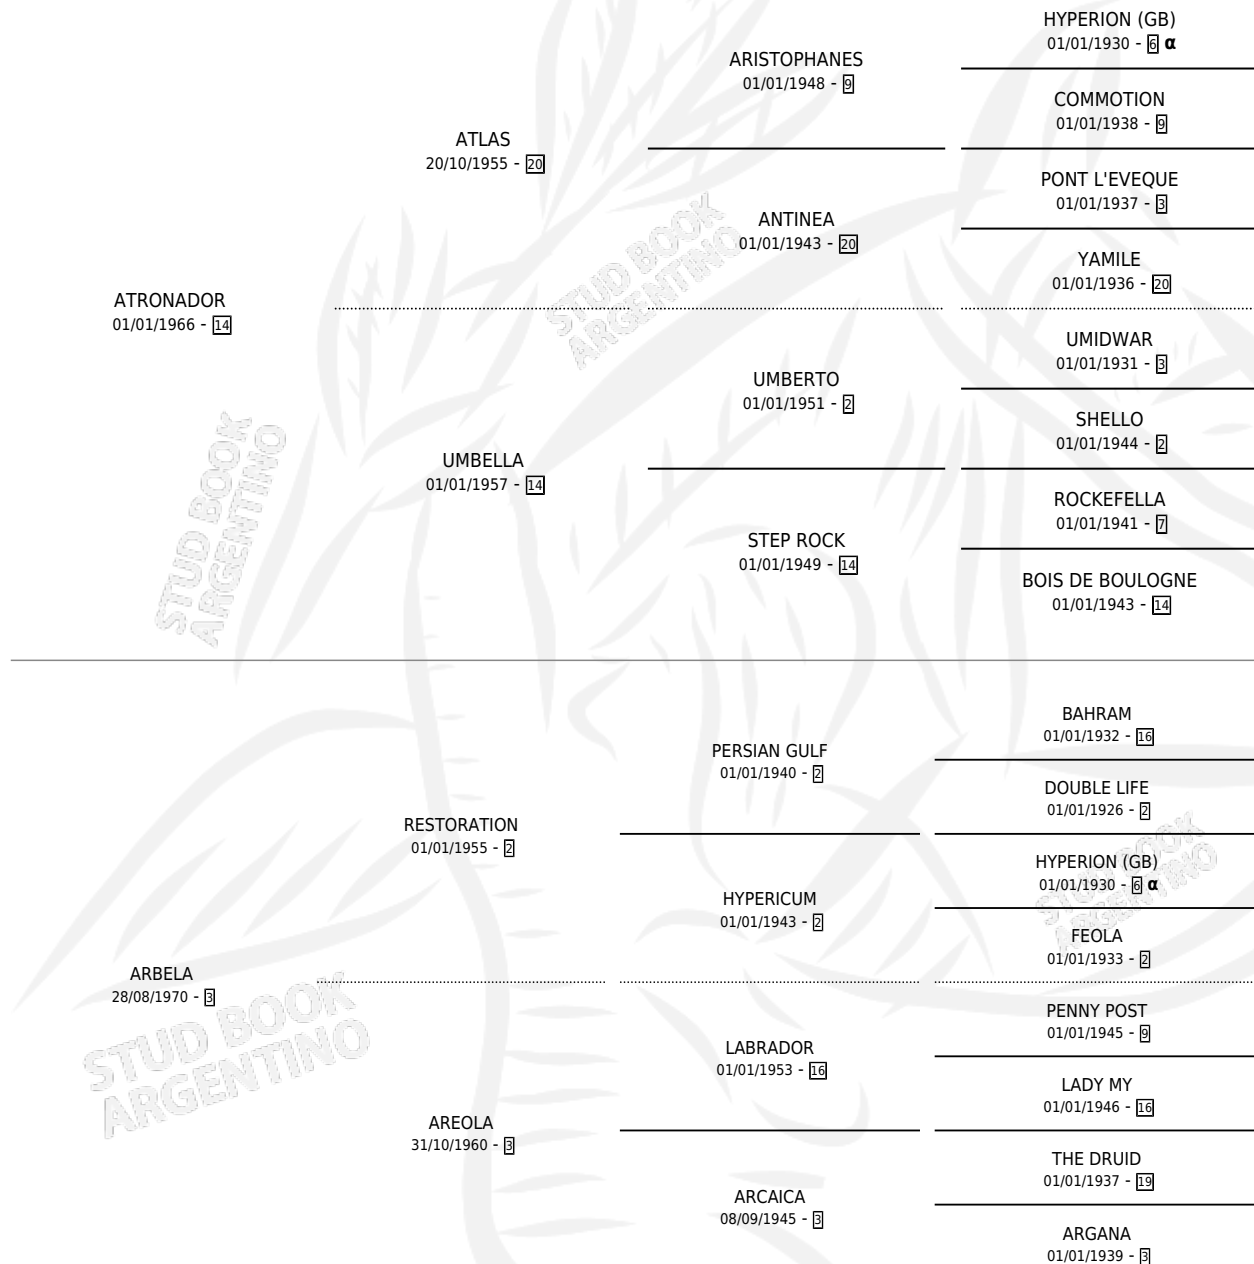 HYPERION (GB)
01/01/1930 - 6 α
ARISTOPHANES
01/01/1948 - 9
COMMOTION
01/01/1938 - 9
ATLAS
20/10/1955 - 20
PONT L'EVEQUE
01/01/1937 - 3
ANTINEA
01/01/1943 - 20
YAMILE
01/01/1936 - 20
ATRONADOR
01/01/1966 - 14
UMIDWAR
01/01/1931 - 3
UMBERTO
01/01/1951 - 2
SHELLO
01/01/1944 - 2
UMBELLA
01/01/1957 - 14
ROCKEFELLA
01/01/1941 - 7
STEP ROCK
01/01/1949 - 14
BOIS DE BOULOGNE
01/01/1943 - 14
BAHRAM
01/01/1932 - 16
PERSIAN GULF
01/01/1940 - 2
DOUBLE LIFE
01/01/1926 - 2
RESTORATION
01/01/1955 - 2
HYPERION (GB)
01/01/1930 - 6 α
HYPERICUM
01/01/1943 - 2
FEOLA
01/01/1933 - 2
ARBELA
28/08/1970 - 3
PENNY POST
01/01/1945 - 9
LABRADOR
01/01/1953 - 16
LADY MY
01/01/1946 - 16
AREOLA
31/10/1960 - 3
THE DRUID
01/01/1937 - 19
ARCAICA
08/09/1945 - 3
ARGANA
01/01/1939 - 3
STUD BOOK
ARGENTINO
STUD BOOK
ARGENTINO
STUD BOOK
ARGENTINO
STUD BOOK
ARGENTINO